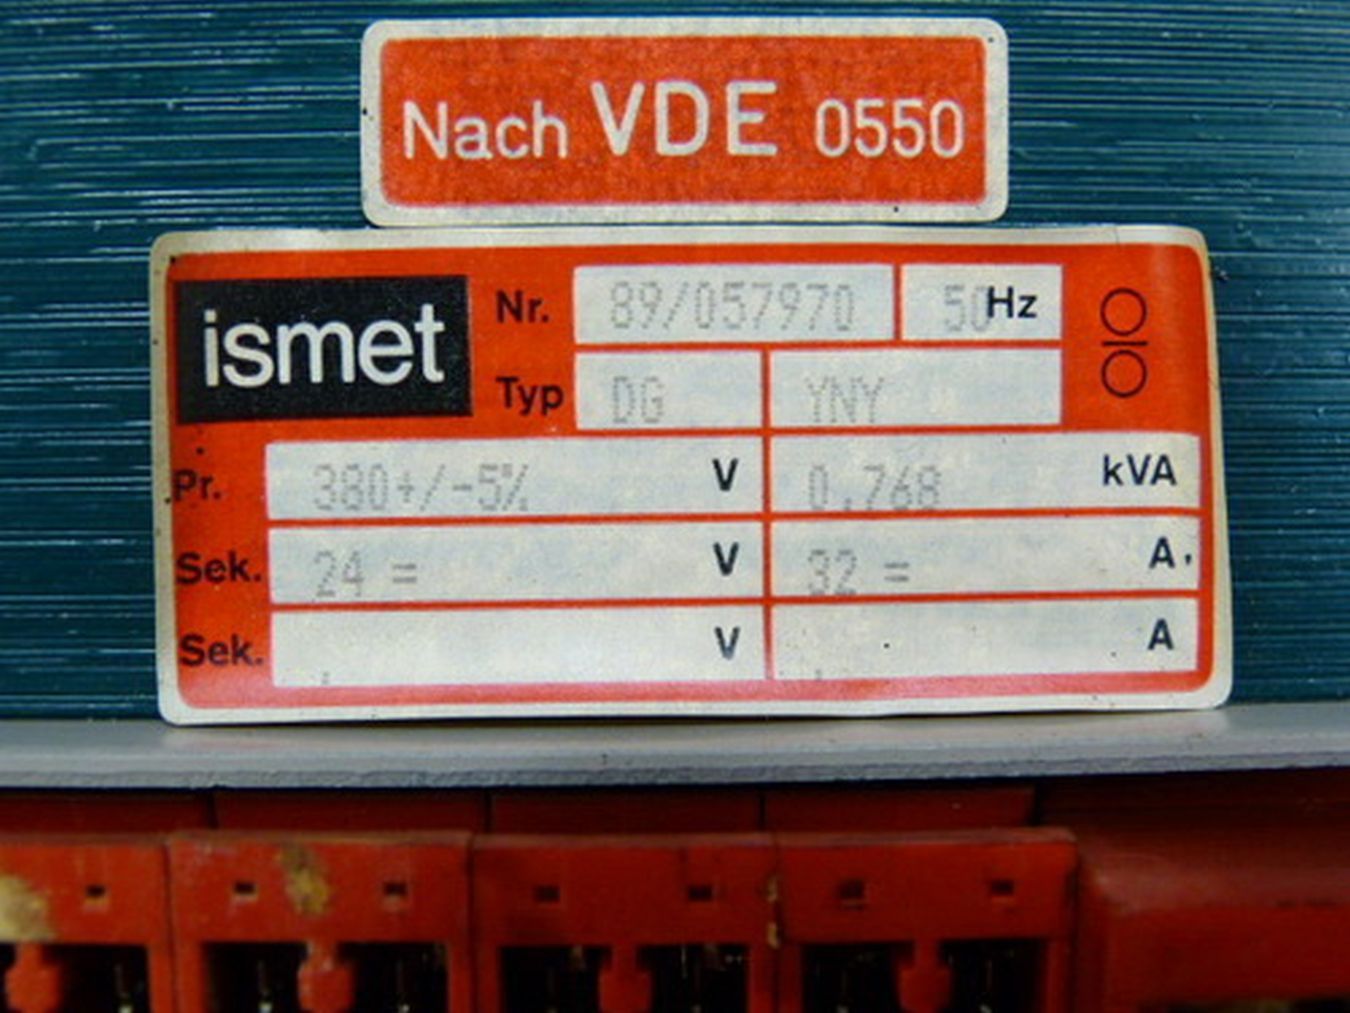 Nach VDE 0550
ismet Nr. 89/057970 50Hz
Typ DG YNY
Pr. 380+/-5% V 0.768 kVA
Sek. 24 = V 32 = A
Sek. V A